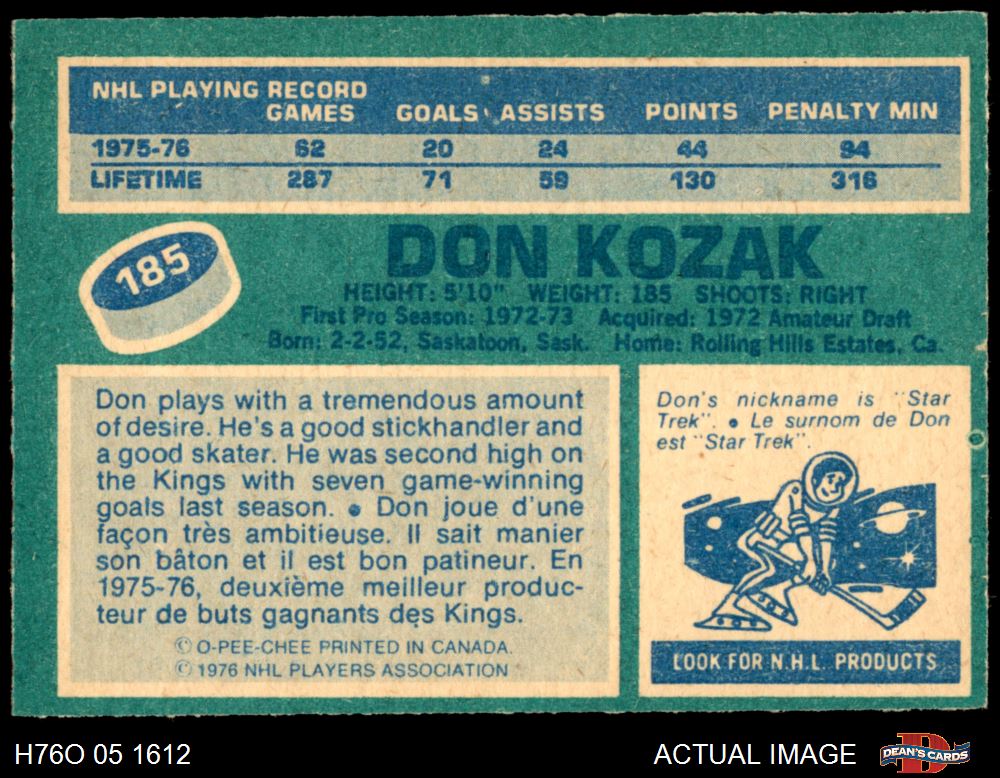 NHL PLAYING RECORD
GAMES GOALS ASSISTS POINTS PENALTY MIN
1975-76 62 20 24 44 94
LIFETIME 287 71 59 130 316
185
DON KOZAK
HEIGHT: 5'10" WEIGHT: 185 SHOOTS: RIGHT
First Pro Season: 1972-73 Acquired: 1972 Amateur Draft
Born: 2-2-52, Saskatoon, Sask. Home: Rolling Hills Estates, Ca.
Don plays with a tremendous amount
of desire. He's a good stickhandler and
a good skater. He was second high on
the Kings with seven game-winning
goals last season. • Don joue d'une
façon très ambitieuse. Il sait manier
son bâton et il est bon patineur. En
1975-76, deuxième meilleur produc-
teur de buts gagnants des Kings.
© O-PEE-CHEE PRINTED IN CANADA.
© 1976 NHL PLAYERS ASSOCIATION
Don's nickname is "Star
Trek". • Le surnom de Don
est "Star Trek".
LOOK FOR N.H.L. PRODUCTS
H76O 05 1612
ACTUAL IMAGE
DEAN'S CARDS